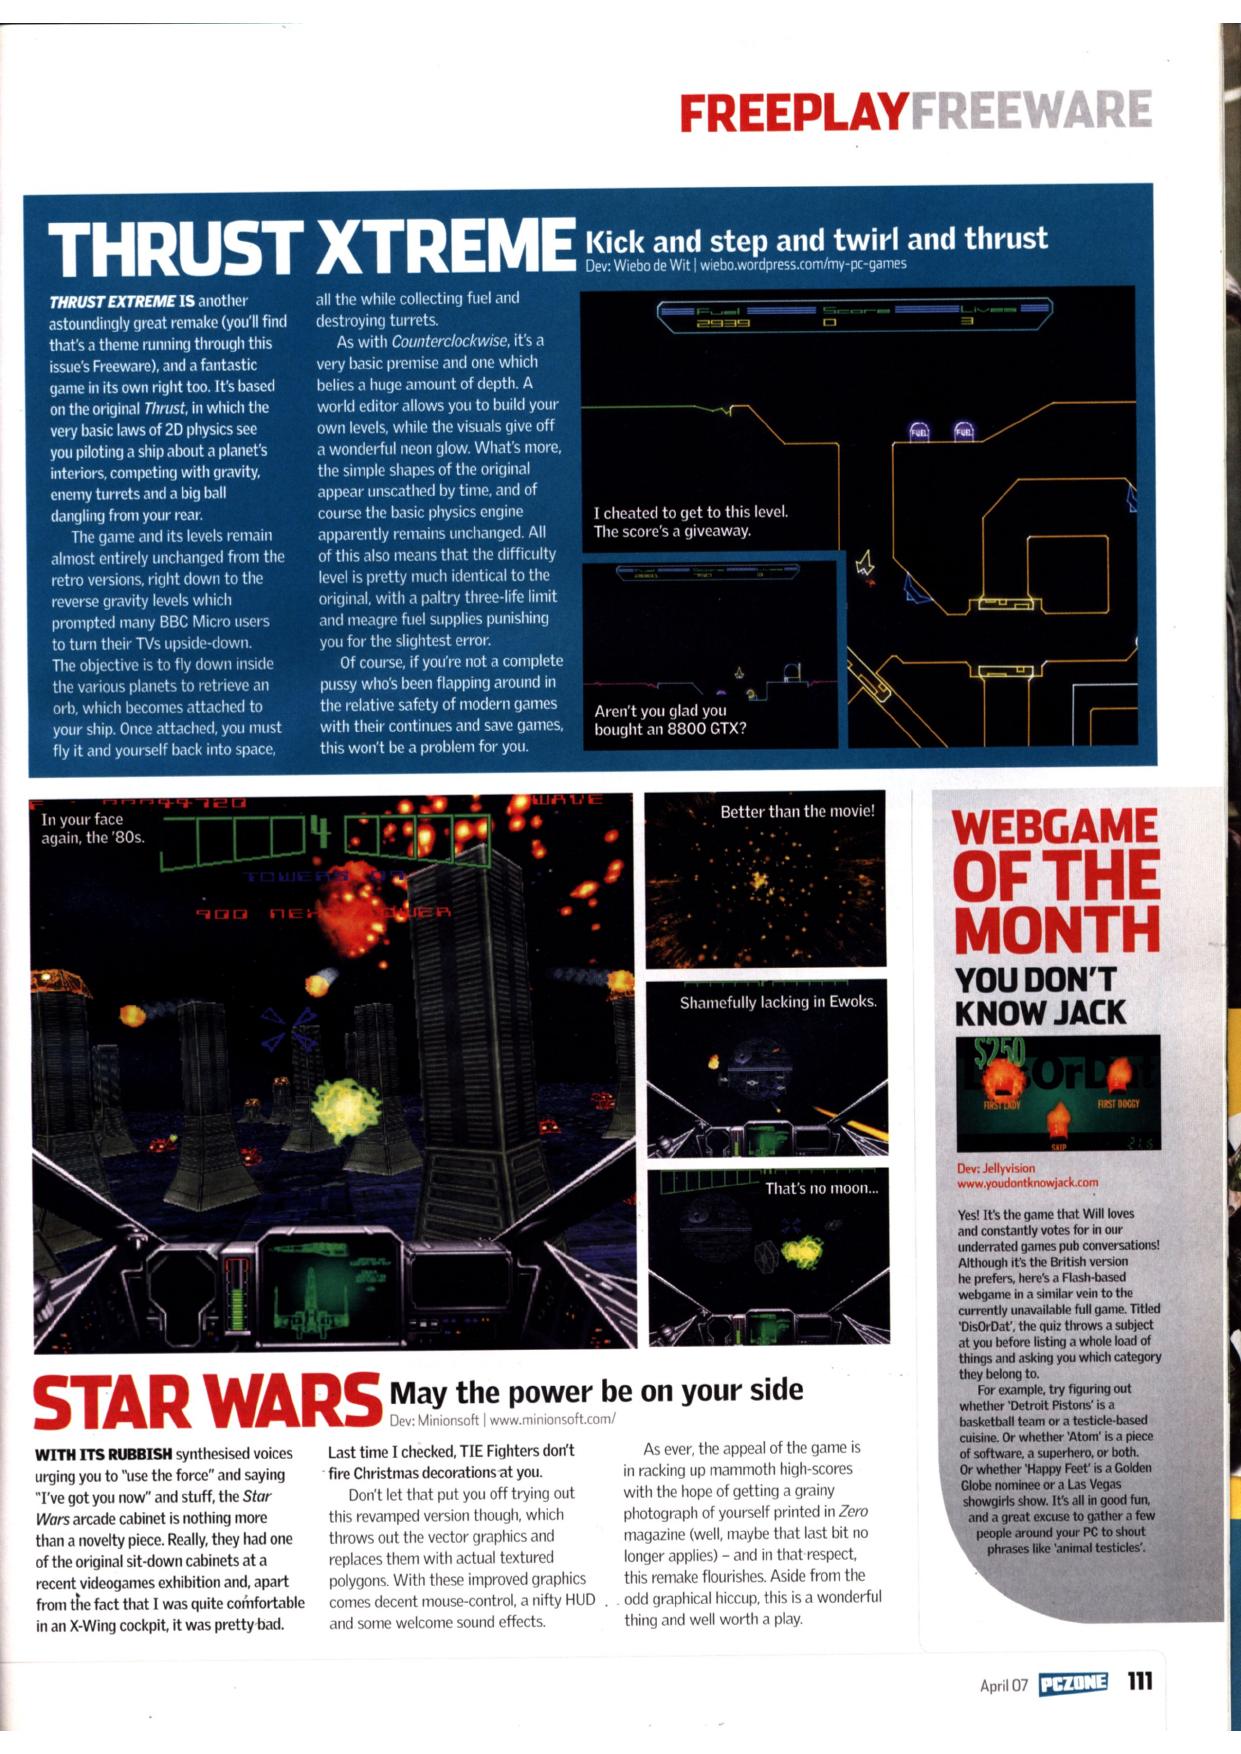 FREEPLAYFREEWARE
THRUST XTREME
Kick and step and twirl and thrust
Dev: Wiebo de Wit | wiebo.wordpress.com/my-pc-games
THRUST EXTREME IS another
astoundingly great remake (you'll find
that's a theme running through this
issue's Freeware), and a fantastic
game in its own right too. It's based
on the original Thrust, in which the
very basic laws of 2D physics see
you piloting a ship about a planet's
interiors, competing with gravity,
enemy turrets and a big ball
dangling from your rear.
The game and its levels remain
almost entirely unchanged from the
retro versions, right down to the
reverse gravity levels which
prompted many BBC Micro users
to turn their TVs upside-down.
The objective is to fly down inside
the various planets to retrieve an
orb, which becomes attached to
your ship. Once attached, you must
fly it and yourself back into space,
all the while collecting fuel and
destroying turrets.
As with Counterclockwise, it's a
very basic premise and one which
belies a huge amount of depth. A
world editor allows you to build your
own levels, while the visuals give off
a wonderful neon glow. What's more,
the simple shapes of the original
appear unscathed by time, and of
course the basic physics engine
apparently remains unchanged. All
of this also means that the difficulty
level is pretty much identical to the
original, with a paltry three-life limit
and meagre fuel supplies punishing
you for the slightest error.
Of course, if you're not a complete
pussy who's been flapping around in
the relative safety of modern games
with their continues and save games,
this won't be a problem for you.
Fuel Score Lives
2939 0 3
FUEL FUEL
I cheated to get to this level.
The score's a giveaway.
Aren't you glad you
bought an 8800 GTX?
In your face
again, the '80s.
WAVE
4
TOWERS
900 NEXT TOWER
Better than the movie!
Shamefully lacking in Ewoks.
That's no moon...
STAR WARS
May the power be on your side
Dev: Minionsoft | www.minionsoft.com/
WITH ITS RUBBISH synthesised voices
urging you to "use the force" and saying
"I've got you now" and stuff, the Star
Wars arcade cabinet is nothing more
than a novelty piece. Really, they had one
of the original sit-down cabinets at a
recent videogames exhibition and, apart
from the fact that I was quite comfortable
in an X-Wing cockpit, it was pretty bad.
Last time I checked, TIE Fighters don't
fire Christmas decorations at you.
Don't let that put you off trying out
this revamped version though, which
throws out the vector graphics and
replaces them with actual textured
polygons. With these improved graphics
comes decent mouse-control, a nifty HUD
and some welcome sound effects.
As ever, the appeal of the game is
in racking up mammoth high-scores
with the hope of getting a grainy
photograph of yourself printed in Zero
magazine (well, maybe that last bit no
longer applies) – and in that respect,
this remake flourishes. Aside from the
odd graphical hiccup, this is a wonderful
thing and well worth a play.
WEBGAME
OF THE
MONTH
YOU DON'T
KNOW JACK
$250
FIRST LADY
FIRST DOGGY
SKIP
Dev: Jellyvision
www.youdontknowjack.com
Yes! It's the game that Will loves
and constantly votes for in our
underrated games pub conversations!
Although it's the British version
he prefers, here's a Flash-based
webgame in a similar vein to the
currently unavailable full game. Titled
'DisOrDat', the quiz throws a subject
at you before listing a whole load of
things and asking you which category
they belong to.
For example, try figuring out
whether 'Detroit Pistons' is a
basketball team or a testicle-based
cuisine. Or whether 'Atom' is a piece
of software, a superhero, or both.
Or whether 'Happy Feet' is a Golden
Globe nominee or a Las Vegas
showgirls show. It's all in good fun,
and a great excuse to gather a few
people around your PC to shout
phrases like 'animal testicles'.
April 07 PCZONE 111